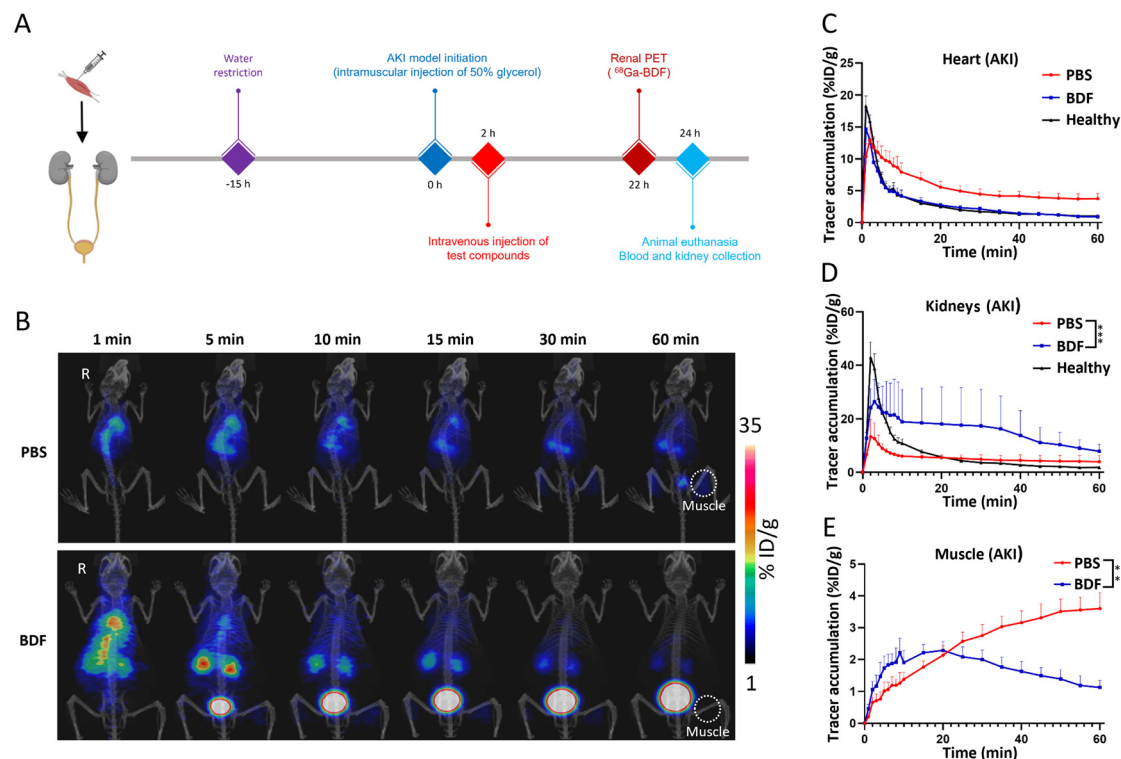 A
Water
restriction
AKI model initiation
(intramuscular injection of 50% glycerol)
Renal PET
( ⁶⁸Ga-BDF)
2 h
24 h
-15 h
0 h
22 h
Intravenous injection of
test compounds
Animal euthanasia
Blood and kidney collection
B
1 min 5 min 10 min 15 min 30 min 60 min
R
PBS
Muscle
R
BDF
Muscle
35
% ID/g
1
C
Heart (AKI)
PBS
BDF
Healthy
Tracer accumulation (%ID/g)
25
20
15
10
5
0
0 20 40 60
Time (min)
D
Kidneys (AKI)
PBS
BDF
***
Healthy
Tracer accumulation (%ID/g)
60
40
20
0
0 20 40 60
Time (min)
E
Muscle (AKI)
PBS
BDF
**
Tracer accumulation (%ID/g)
5
4
3
2
1
0
0 20 40 60
Time (min)